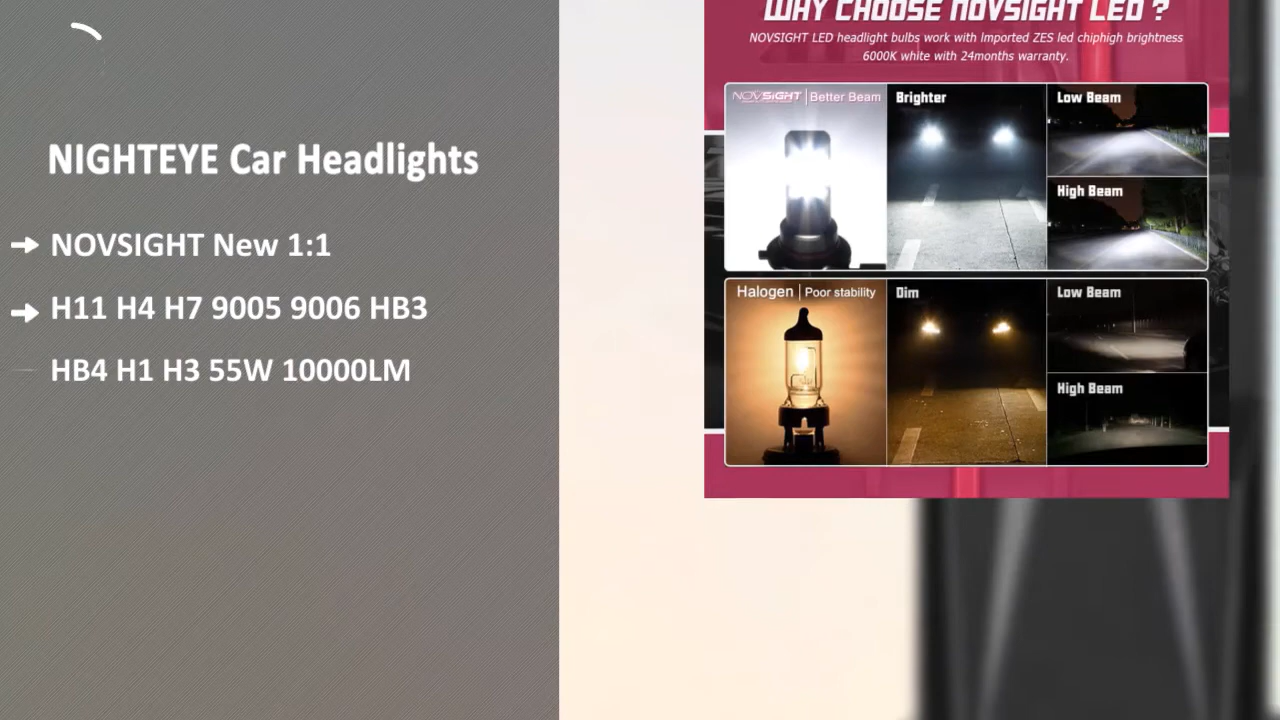 NIGHTEYE Car Headlights
NOVSIGHT New 1:1
H11 H4 H7 9005 9006 HB3
HB4 H1 H3 55W 10000LM
WHY CHOOSE NOVSIGHT LED ?
NOVSIGHT LED headlight bulbs work with Imported ZES led chiphigh brightness
6000K white with 24months warranty.
NOVSIGHT Better Beam
Brighter
Low Beam
High Beam
Halogen Poor stability
Dim
Low Beam
High Beam